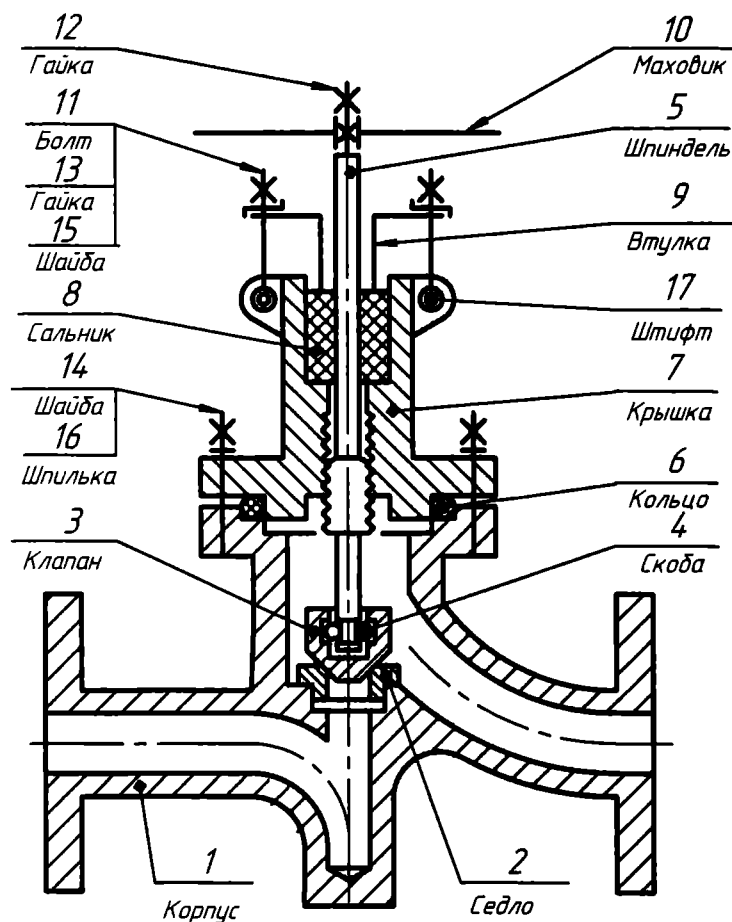 12
Гайка
11
Болт
13
Гайка
15
Шайба
8
Сальник
14
Шайба
16
Шпилька
3
Клапан
10
Маховик
5
Шпиндель
9
Втулка
17
Штифт
7
Крышка
6
Кольцо
4
Скоба
1
Корпус
2
Седло